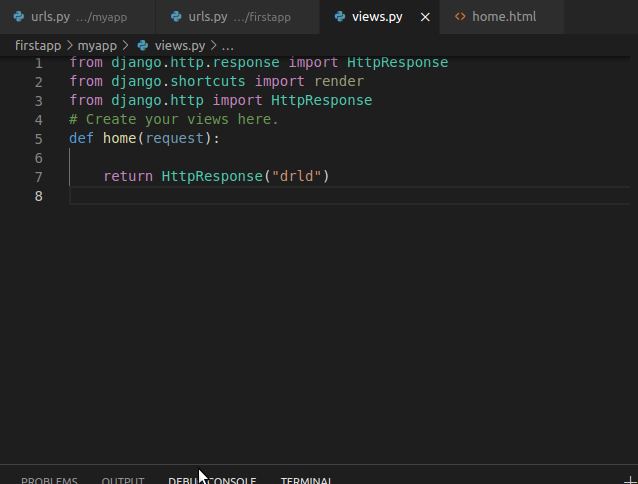 urls.py .../myapp urls.py .../firstapp views.py home.html
firstapp > myapp > views.py > ...
1 from django.http.response import HttpResponse
2 from django.shortcuts import render
3 from django.http import HttpResponse
4 # Create your views here.
5 def home(request):
6
7 return HttpResponse("drld")
8
PROBLEMS OUTPUT DEBUG CONSOLE TERMINAL